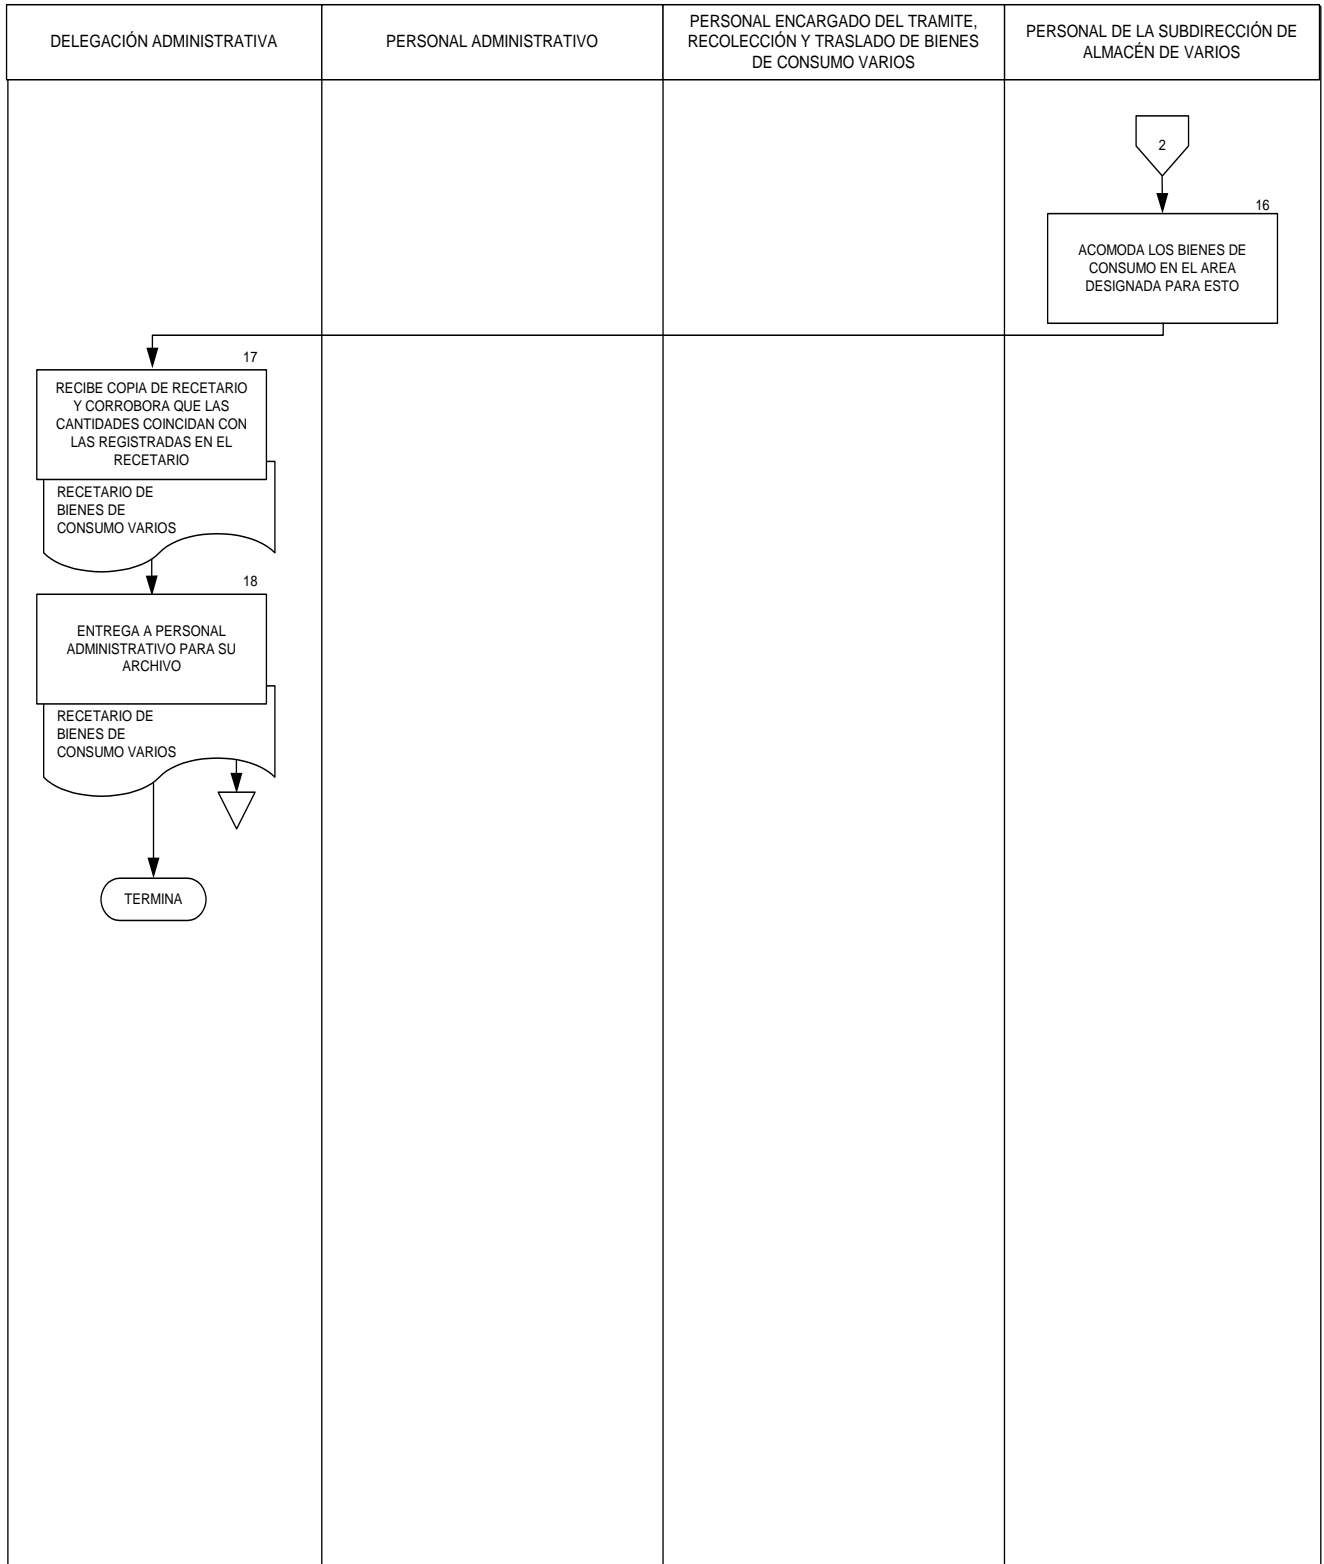 DELEGACIÓN ADMINISTRATIVA
PERSONAL ADMINISTRATIVO
PERSONAL ENCARGADO DEL TRAMITE,
RECOLECCIÓN Y TRASLADO DE BIENES
DE CONSUMO VARIOS
PERSONAL DE LA SUBDIRECCIÓN DE
ALMACÉN DE VARIOS
2
16
ACOMODA LOS BIENES DE
CONSUMO EN EL AREA
DESIGNADA PARA ESTO
17
RECIBE COPIA DE RECETARIO
Y CORROBORA QUE LAS
CANTIDADES COINCIDAN CON
LAS REGISTRADAS EN EL
RECETARIO
RECETARIO DE
BIENES DE
CONSUMO VARIOS
18
ENTREGA A PERSONAL
ADMINISTRATIVO PARA SU
ARCHIVO
RECETARIO DE
BIENES DE
CONSUMO VARIOS
TERMINA